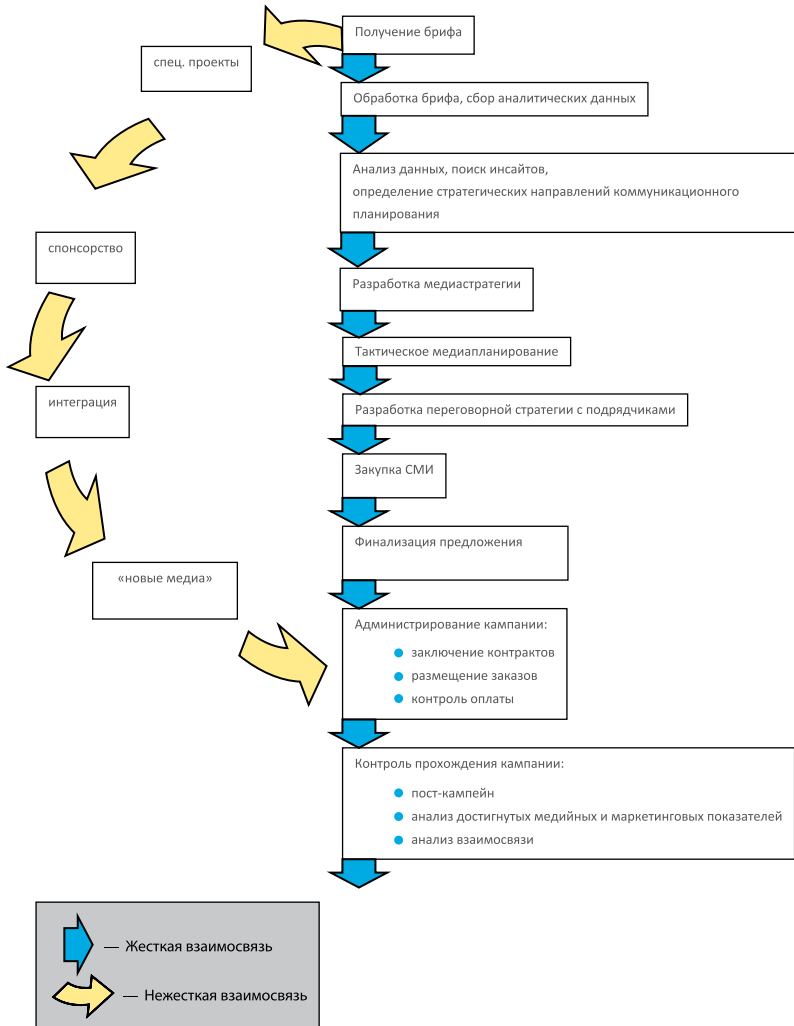 Получение брифа
спец. проекты
Обработка брифа, сбор аналитических данных
Анализ данных, поиск инсайтов,
определение стратегических направлений коммуникационного
планирования
спонсорство
Разработка медиастратегии
Тактическое медиапланирование
интеграция
Разработка переговорной стратегии с подрядчиками
Закупка СМИ
Финализация предложения
«новые медиа»
Администрирование кампании:
заключение контрактов
размещение заказов
контроль оплаты
Контроль прохождения кампании:
пост-кампейн
анализ достигнутых медийных и маркетинговых показателей
анализ взаимосвязи
— Жесткая взаимосвязь
— Нежесткая взаимосвязь